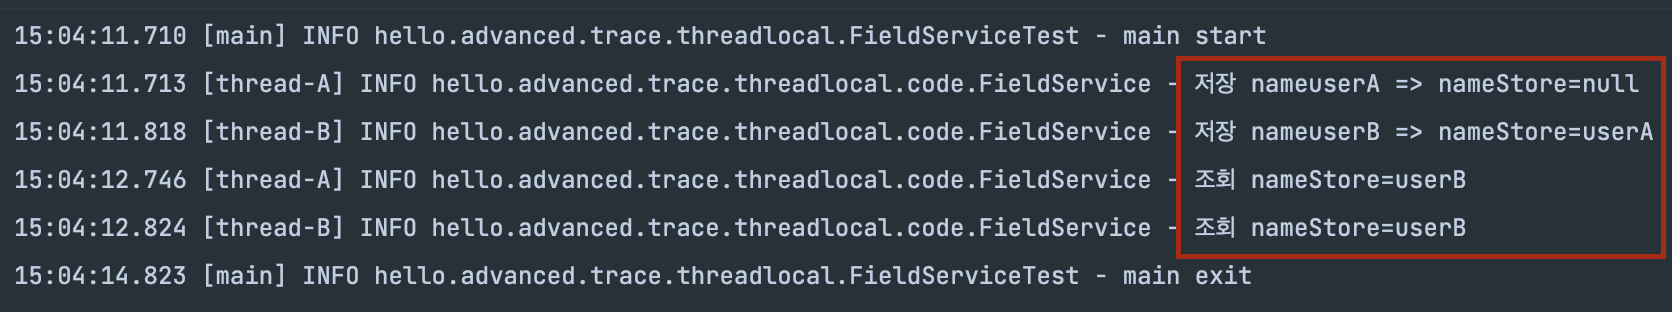 15:04:11.710 [main] INFO hello.advanced.trace.threadlocal.FieldServiceTest - main start
15:04:11.713 [thread-A] INFO hello.advanced.trace.threadlocal.code.FieldService - 저장 nameuserA => nameStore=null
15:04:11.818 [thread-B] INFO hello.advanced.trace.threadlocal.code.FieldService - 저장 nameuserB => nameStore=userA
15:04:12.746 [thread-A] INFO hello.advanced.trace.threadlocal.code.FieldService - 조회 nameStore=userB
15:04:12.824 [thread-B] INFO hello.advanced.trace.threadlocal.code.FieldService - 조회 nameStore=userB
15:04:14.823 [main] INFO hello.advanced.trace.threadlocal.FieldServiceTest - main exit